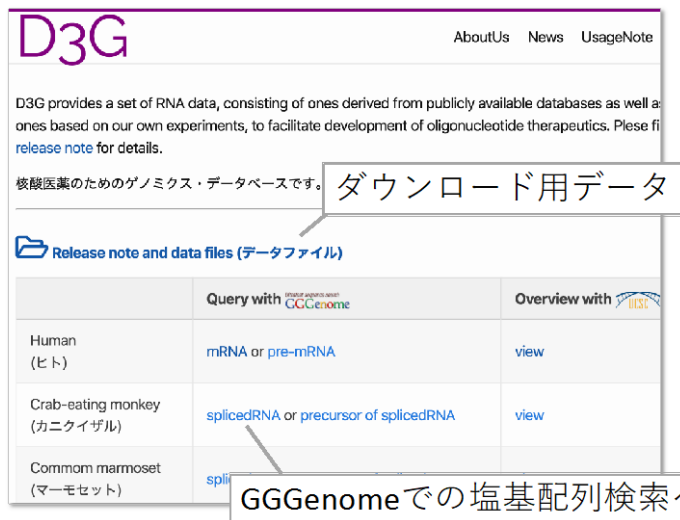 D3G
AboutUs News UsageNote
D3G provides a set of RNA data, consisting of ones derived from publicly available databases as well as
ones based on our own experiments, to facilitate development of oligonucleotide therapeutics. Plese fi
release note for details.
核酸医薬のためのゲノミクス・データベースです。
ダウンロード用データ
Release note and data files (データファイル)
Query with GGGenome
Overview with UCSC
Human
(ヒト)
mRNA or pre-mRNA
view
Crab-eating monkey
(カニクイザル)
splicedRNA or precursor of splicedRNA
view
Commom marmoset
(マーモセット)
GGGenomeでの塩基配列検索へ